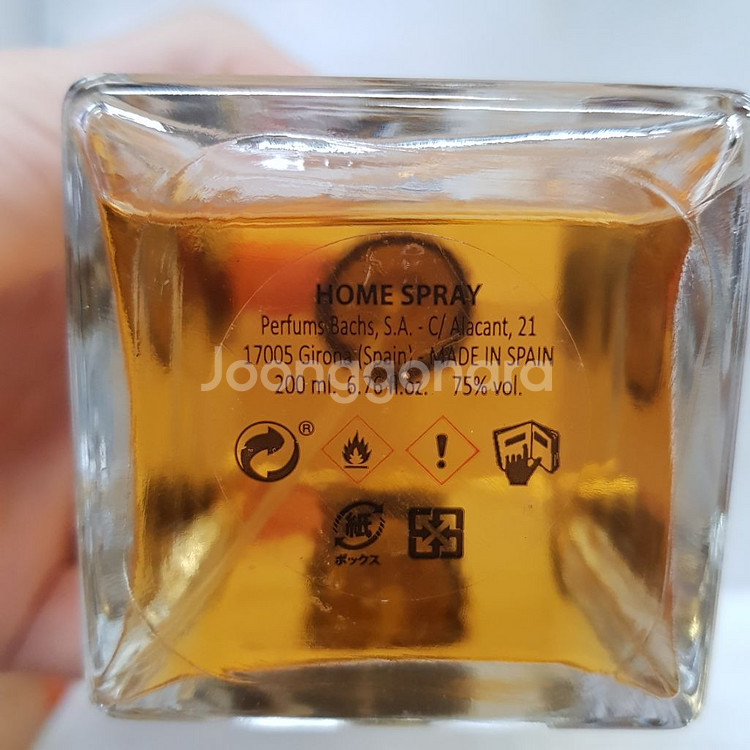 HOME SPRAY
Perfums Bachs, S.A. - C/ Alacant, 21
17005 Girona (Spain) - MADE IN SPAIN
Joonggonara
200 ml. 6.76 fl.oz. 75% vol.
®
紙
ボックス